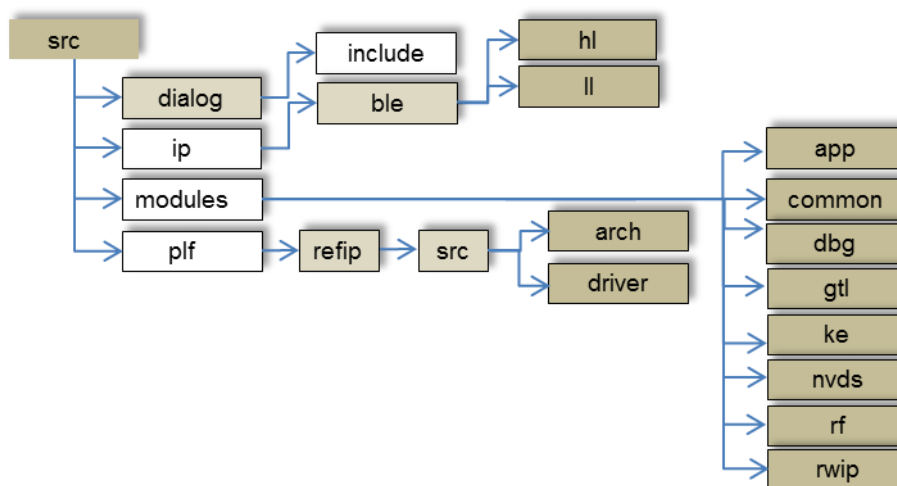 src
dialog
include
hl
ip
ble
ll
modules
app
common
dbg
gtl
ke
nvds
rf
rwip
plf
refip
src
arch
driver